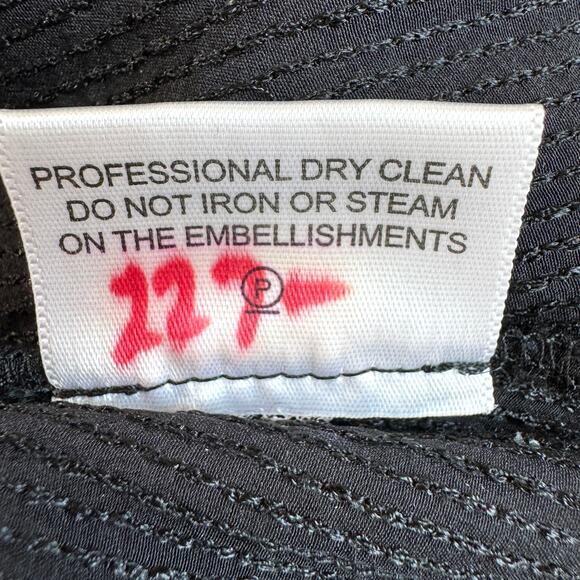 PROFESSIONAL DRY CLEAN
DO NOT IRON OR STEAM
ON THE EMBELLISHMENTS
227-
P